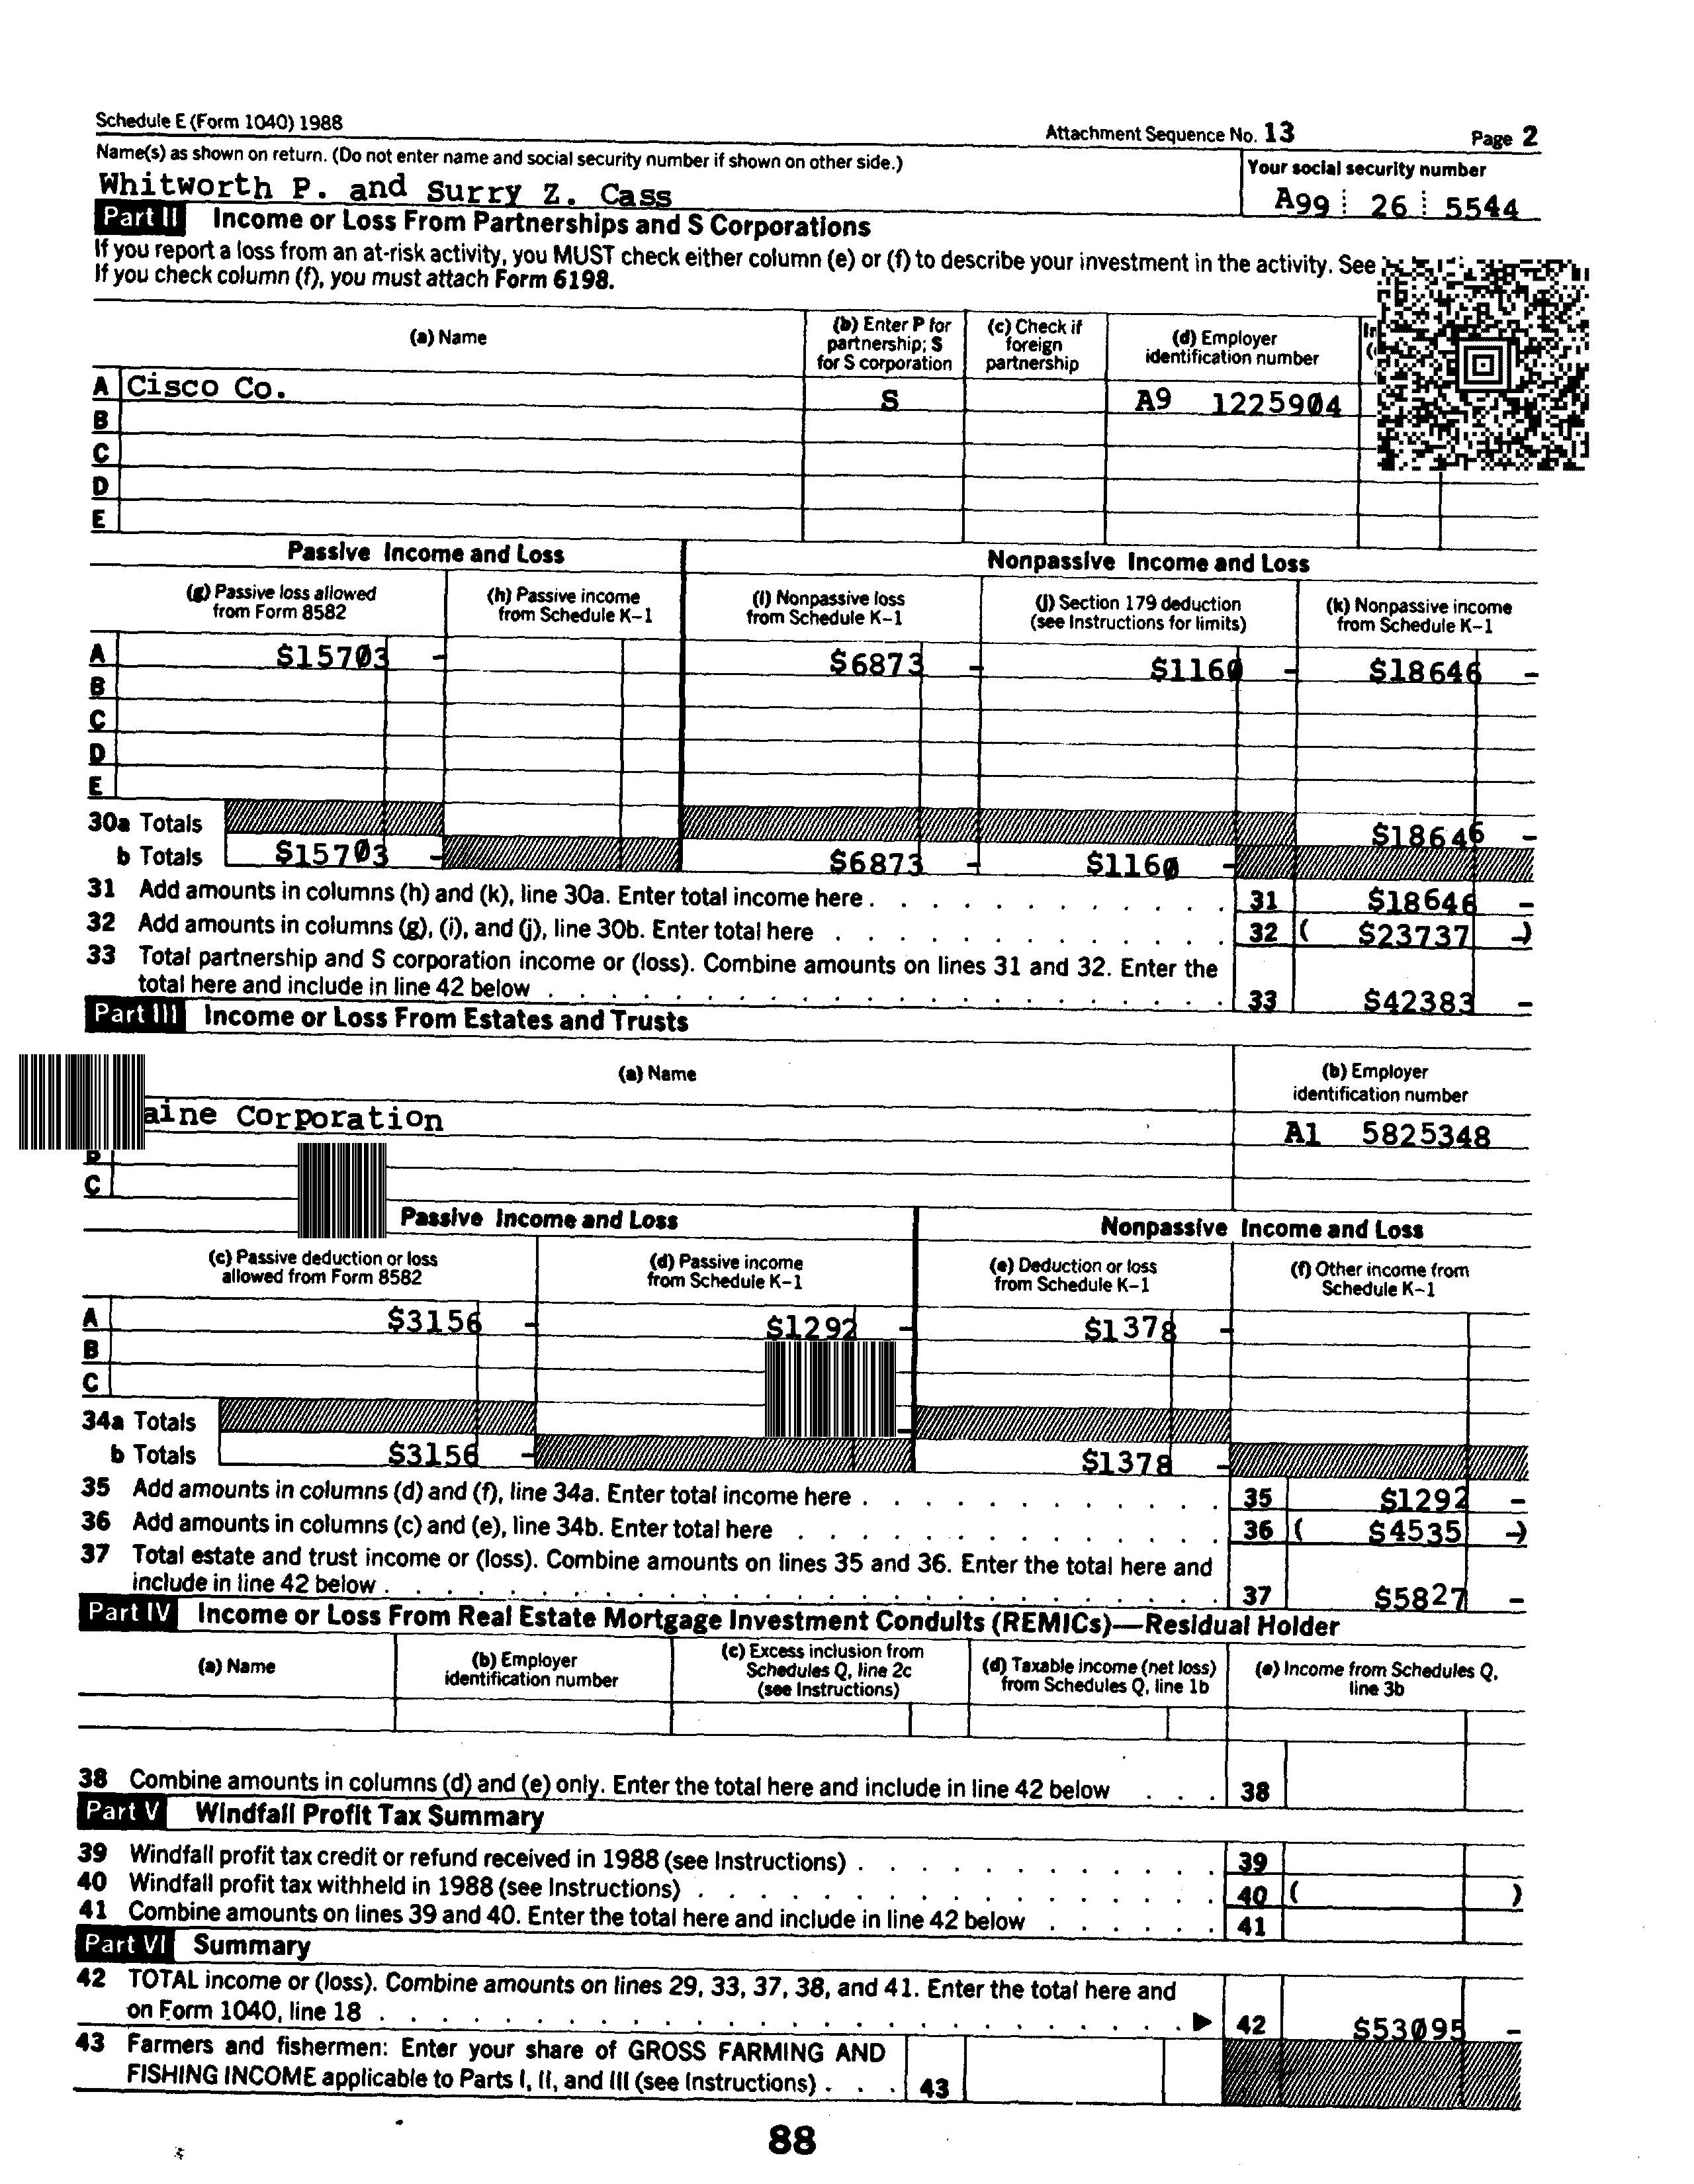 Schedule E (Form 1040) 1988
Attachment Sequence No. 13
Page 2
Name(s) as shown on return. (Do not enter name and social security number if shown on other side.)
Your social security number
Whitworth P. and Surry Z. Cass
A99 26 5544
Part II Income or Loss From Partnerships and S Corporations
If you report a loss from an at-risk activity, you MUST check either column (e) or (f) to describe your investment in the activity. See
If you check column (f), you must attach Form 6198.
(a) Name
(b) Enter P for partnership; S for S corporation
(c) Check if foreign partnership
(d) Employer identification number
A Cisco Co. S A9 1225904
B
C
D
E
Passive Income and Loss
Nonpassive Income and Loss
(g) Passive loss allowed from Form 8582
(h) Passive income from Schedule K-1
(i) Nonpassive loss from Schedule K-1
(j) Section 179 deduction (see Instructions for limits)
(k) Nonpassive income from Schedule K-1
A $15703 - $6873 - $1160 - $18646 -
B
C
D
E
30a Totals $18646 -
b Totals $15703 - $6873 - $1160 -
31 Add amounts in columns (h) and (k), line 30a. Enter total income here . 31 $18646 -
32 Add amounts in columns (g), (i), and (j), line 30b. Enter total here . 32 ( $23737 -)
33 Total partnership and S corporation income or (loss). Combine amounts on lines 31 and 32. Enter the
total here and include in line 42 below . 33 $42383 -
Part III Income or Loss From Estates and Trusts
(a) Name
(b) Employer identification number
aine Corporation A1 5825348
B
C
Passive Income and Loss
Nonpassive Income and Loss
(c) Passive deduction or loss allowed from Form 8582
(d) Passive income from Schedule K-1
(e) Deduction or loss from Schedule K-1
(f) Other income from Schedule K-1
A $3156 - $1292 - $1378 -
B
C
34a Totals -
b Totals $3156 - $1378 -
35 Add amounts in columns (d) and (f), line 34a. Enter total income here . 35 $1292 -
36 Add amounts in columns (c) and (e), line 34b. Enter total here . 36 ( $4535 -)
37 Total estate and trust income or (loss). Combine amounts on lines 35 and 36. Enter the total here and
include in line 42 below . 37 $5827 -
Part IV Income or Loss From Real Estate Mortgage Investment Conduits (REMICs)—Residual Holder
(a) Name
(b) Employer identification number
(c) Excess inclusion from Schedules Q, line 2c (see Instructions)
(d) Taxable income (net loss) from Schedules Q, line 1b
(e) Income from Schedules Q, line 3b
38 Combine amounts in columns (d) and (e) only. Enter the total here and include in line 42 below . . . 38
Part V Windfall Profit Tax Summary
39 Windfall profit tax credit or refund received in 1988 (see Instructions) . 39
40 Windfall profit tax withheld in 1988 (see Instructions) . 40 ( )
41 Combine amounts on lines 39 and 40. Enter the total here and include in line 42 below . 41
Part VI Summary
42 TOTAL income or (loss). Combine amounts on lines 29, 33, 37, 38, and 41. Enter the total here and
on Form 1040, line 18 . ▶ 42 $53095 -
43 Farmers and fishermen: Enter your share of GROSS FARMING AND
FISHING INCOME applicable to Parts I, II, and III (see Instructions) . . . 43
88